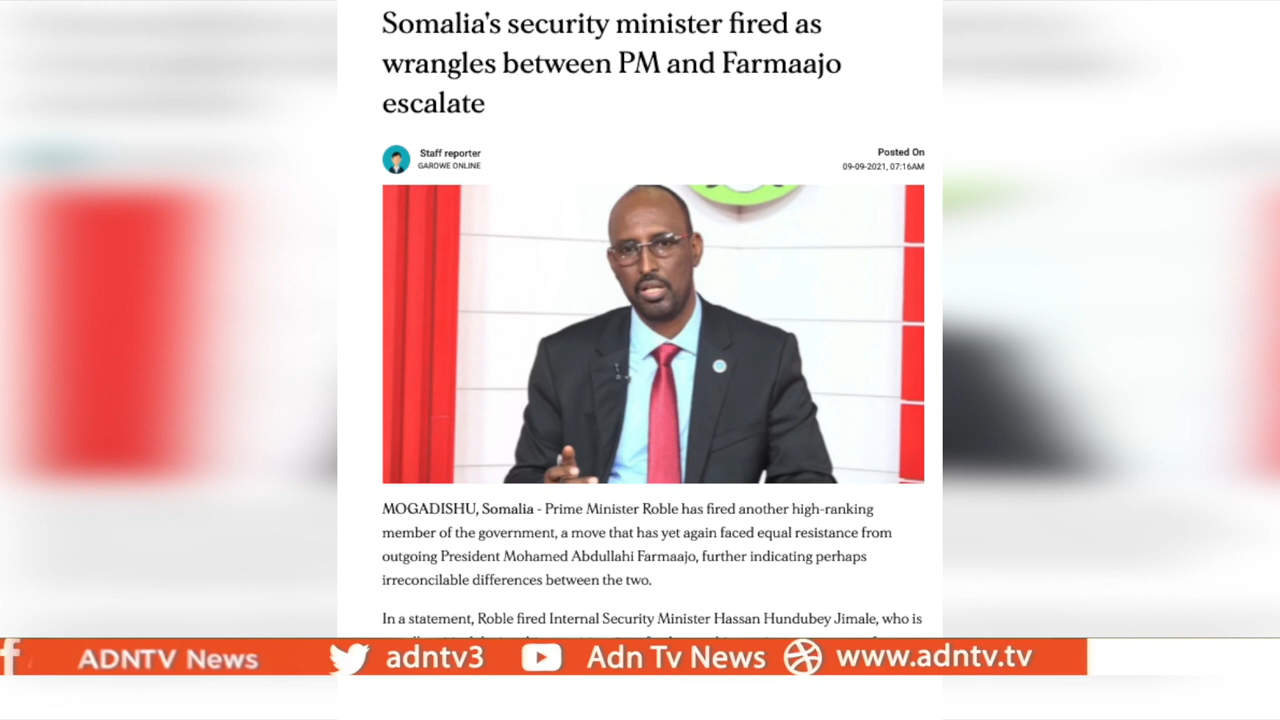 Somalia's security minister fired as
wrangles between PM and Farmaajo
escalate
Staff reporter
GAROWE ONLINE
Posted On
09-09-2021, 07:16AM
MOGADISHU, Somalia - Prime Minister Roble has fired another high-ranking
member of the government, a move that has yet again faced equal resistance from
outgoing President Mohamed Abdullahi Farmaajo, further indicating perhaps
irreconcilable differences between the two.
In a statement, Roble fired Internal Security Minister Hassan Hundubey Jimale, who is
ADNTV News adntv3 Adn Tv News www.adntv.tv